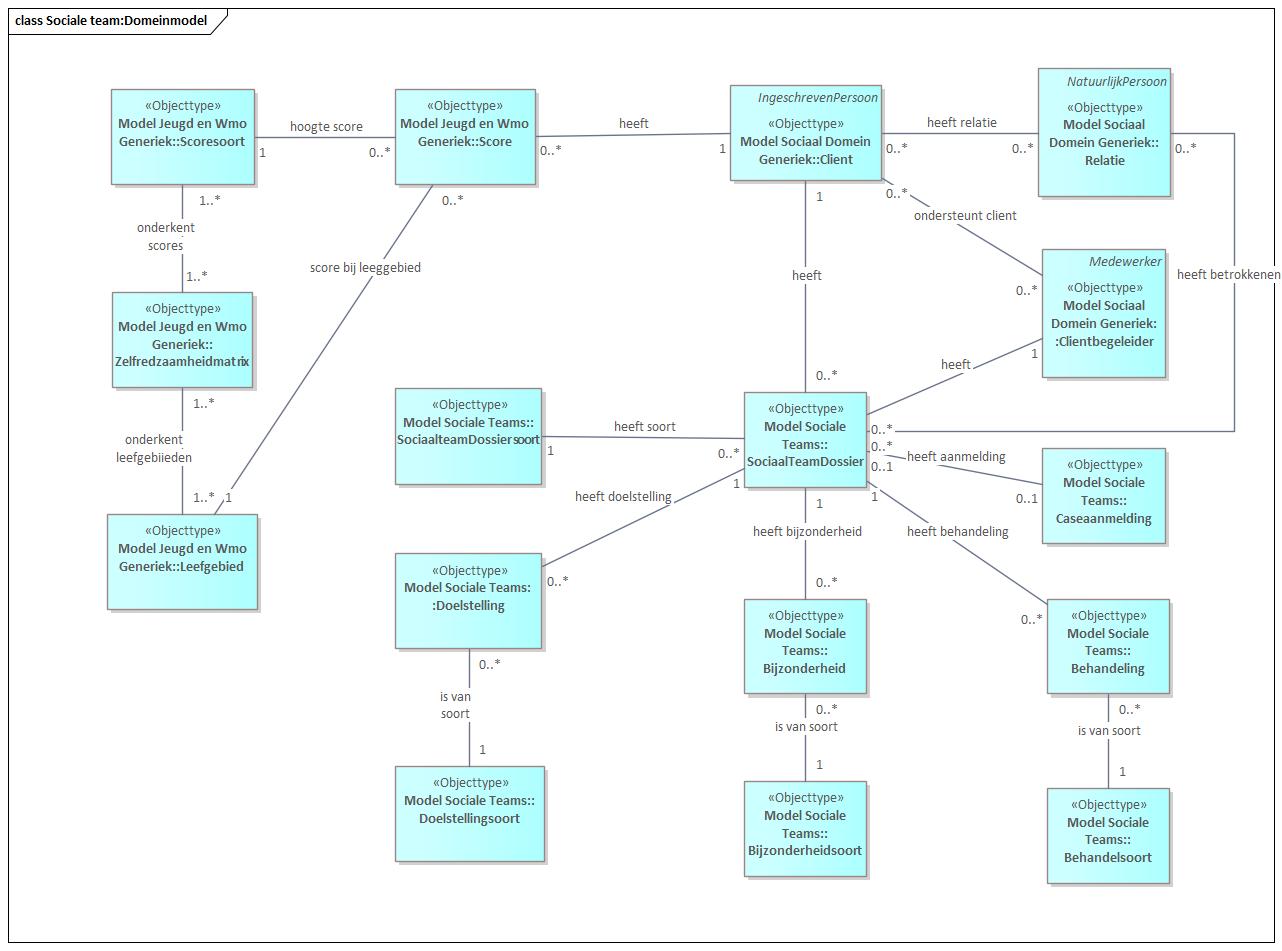 class Sociale team:Domeinmodel
«Objecttype»
Model Jeugd en Wmo
Generiek::Scoresoort
hoogte score
1
0..*
«Objecttype»
Model Jeugd en Wmo
Generiek::Score
heeft
0..*
1
IngeschrevenPersoon
«Objecttype»
Model Sociaal Domein
Generiek::Client
heeft relatie
0..*
0..*
NatuurlijkPersoon
«Objecttype»
Model Sociaal
Domein Generiek::
Relatie
0..*
1..*
onderkent
scores
1..*
0..*
score bij leeggebied
1
heeft
0..*
0..*
ondersteunt client
0..*
Medewerker
«Objecttype»
Model Sociaal
Domein Generiek:
:Clientbegeleider
heeft betrokkenen
«Objecttype»
Model Jeugd en Wmo
Generiek::
Zelfredzaamheidmatrix
heeft
1
1..*
onderkent
leefgebiieden
1..*
1
«Objecttype»
Model Jeugd en Wmo
Generiek::Leefgebied
«Objecttype»
Model Sociale Teams::
SociaalteamDossiersoort
heeft soort
1
0..*
«Objecttype»
Model Sociale
Teams::
SociaalTeamDossier
0..*
0..*
0..1
heeft aanmelding
0..1
«Objecttype»
Model Sociale
Teams::
Caseaanmelding
heeft doelstelling
1
0..*
1
heeft bijzonderheid
0..*
1
heeft behandeling
0..*
«Objecttype»
Model Sociale Teams:
:Doelstelling
«Objecttype»
Model Sociale
Teams::
Bijzonderheid
«Objecttype»
Model Sociale
Teams::
Behandeling
0..*
is van
soort
1
0..*
is van soort
1
0..*
is van soort
1
«Objecttype»
Model Sociale Teams::
Doelstellingsoort
«Objecttype»
Model Sociale
Teams::
Bijzonderheidsoort
«Objecttype»
Model Sociale
Teams::
Behandelsoort